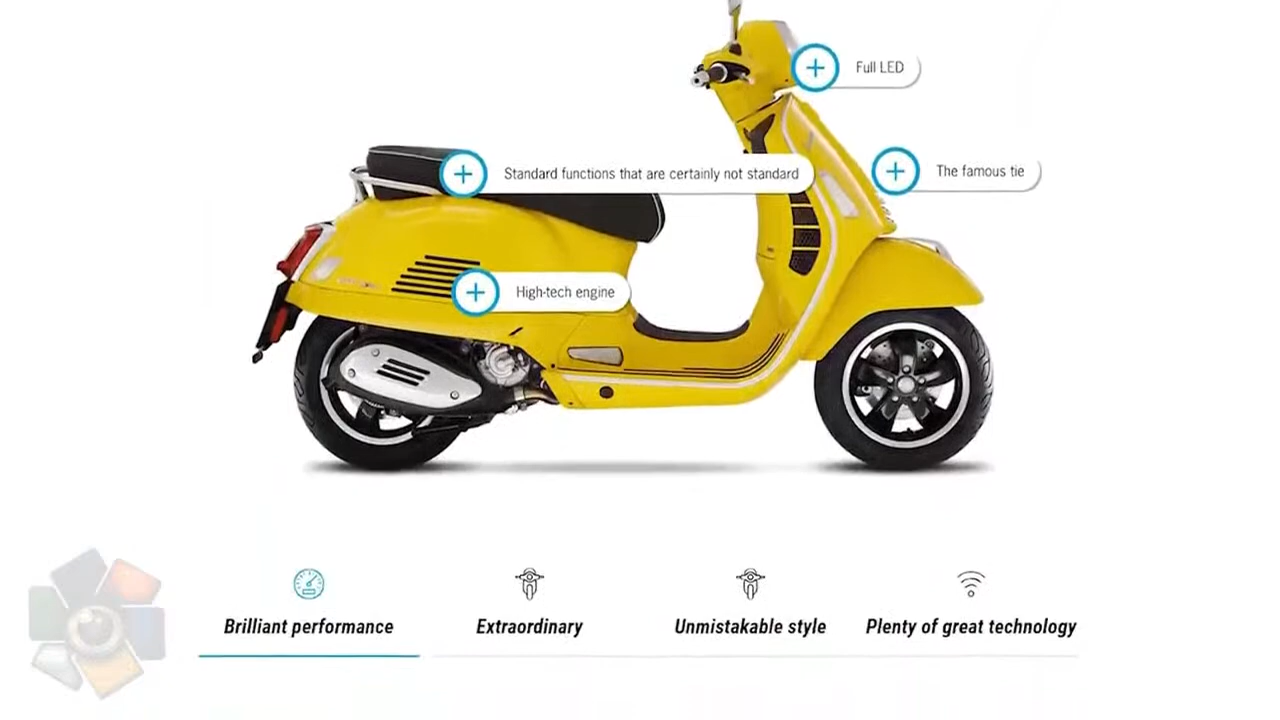 Full LED
The famous tie
Standard functions that are certainly not standard
High-tech engine
Brilliant performance
Extraordinary
Unmistakable style
Plenty of great technology